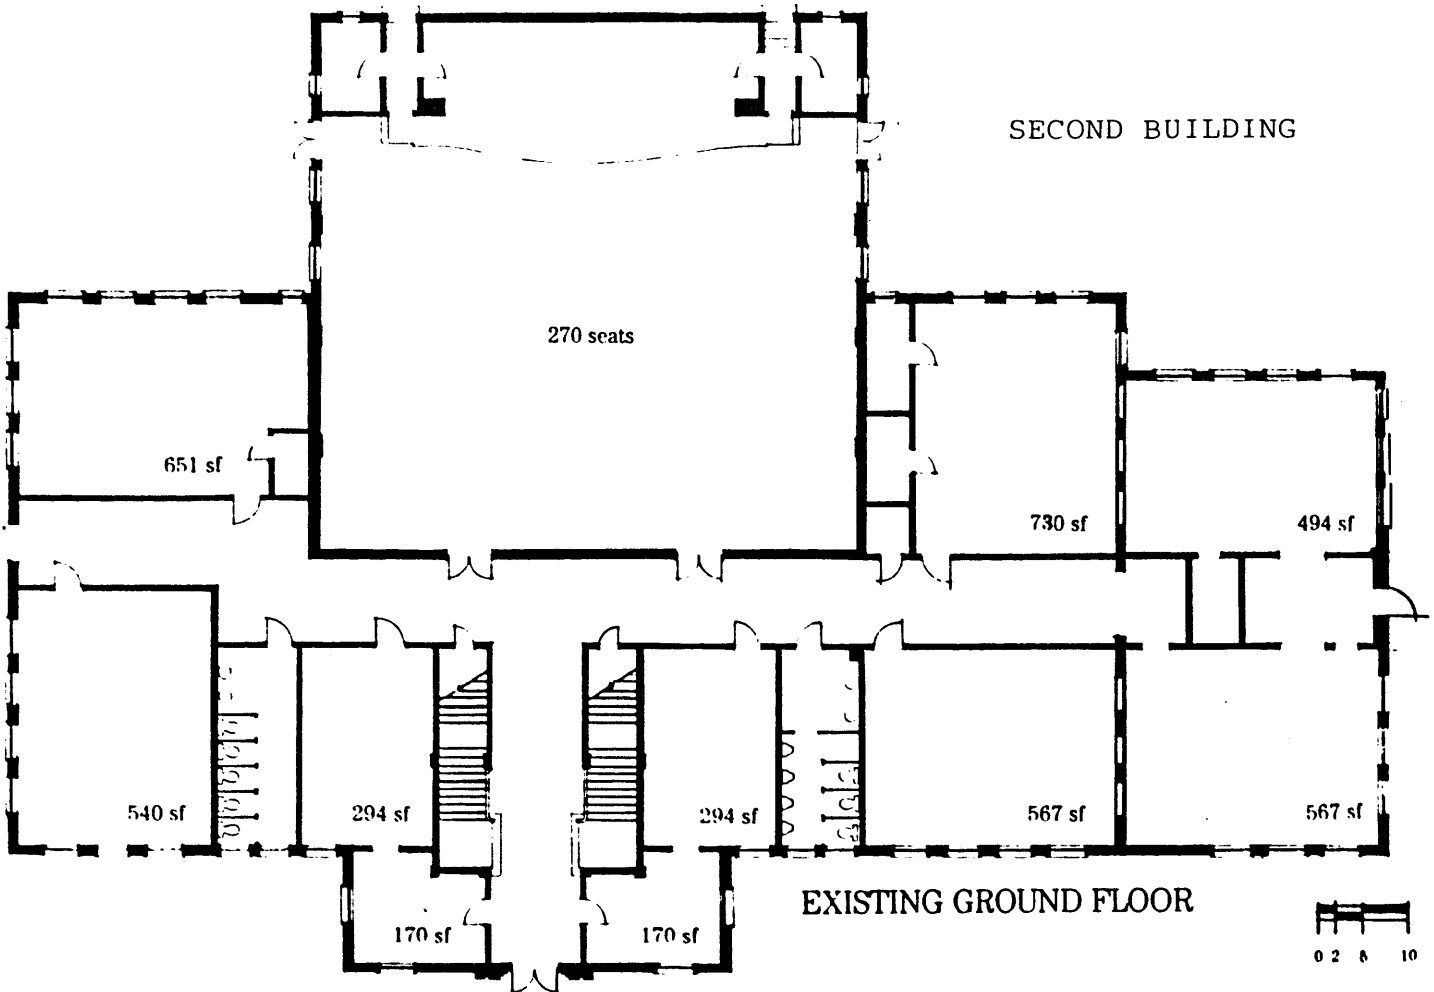 SECOND BUILDING
270 seats
651 sf
730 sf
494 sf
540 sf
294 sf
294 sf
567 sf
567 sf
170 sf
170 sf
EXISTING GROUND FLOOR
0 2 10